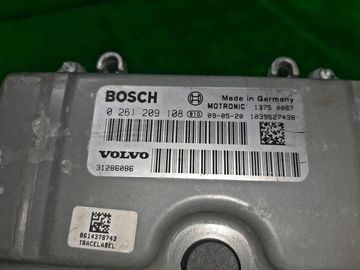 BOSCH
Made in Germany
MOTRONIC 1375 0067
0 261 209 108 B10 09-05-20 1039S27438
VOLVO
31286086
8614378743
TRACELABEL